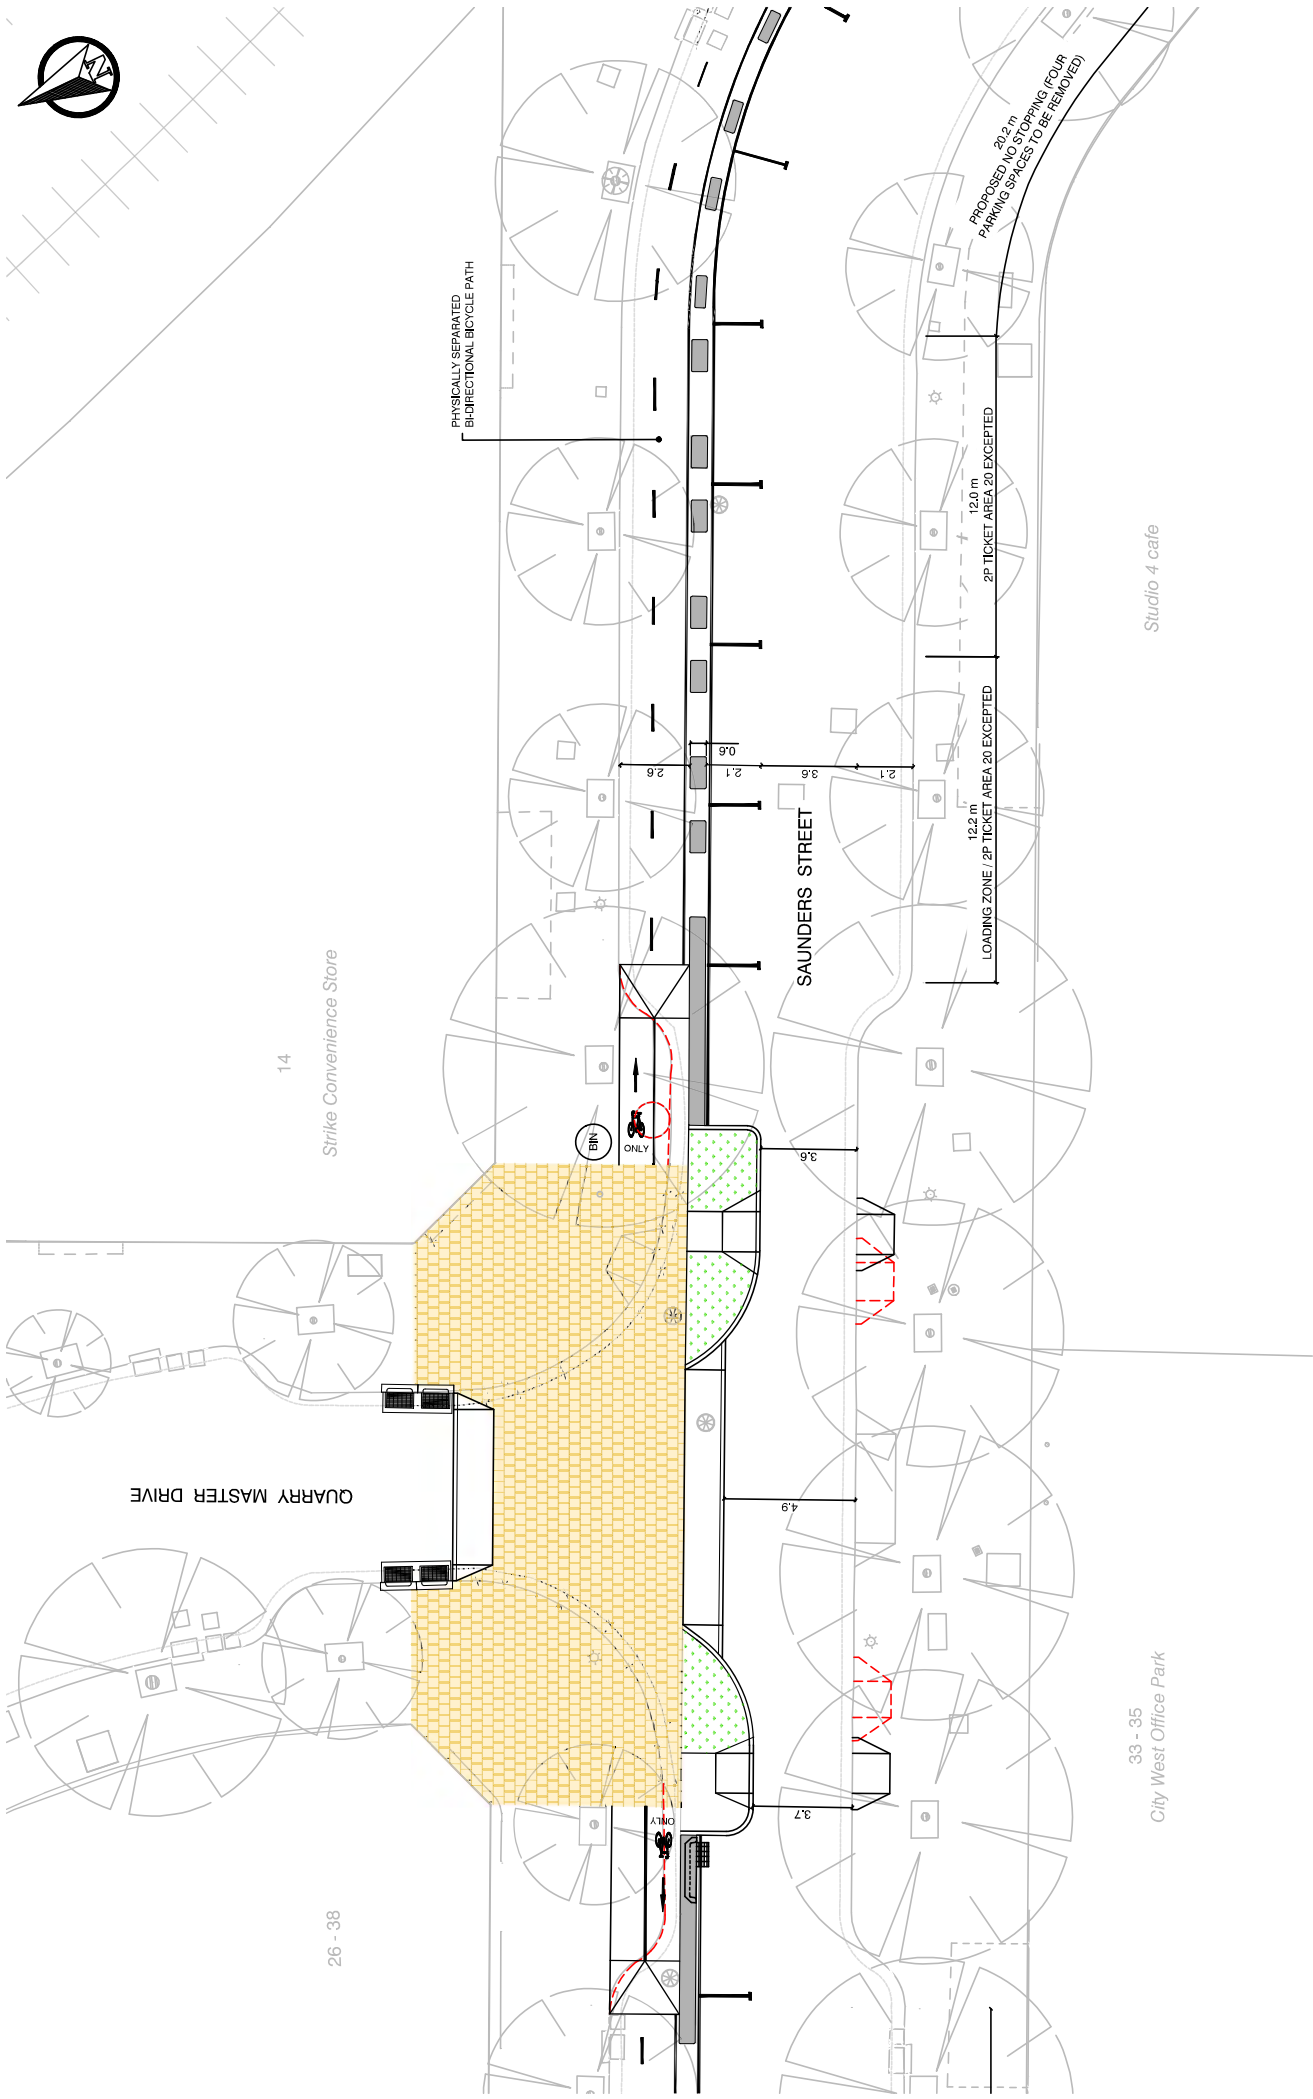 N
20.2 m
PROPOSED NO STOPPING (FOUR
PARKING SPACES TO BE REMOVED)
PHYSICALLY SEPARATED
BI-DIRECTIONAL BICYCLE PATH
12.0 m
2P TICKET AREA 20 EXCEPTED
Studio 4 cafe
12.2 m
LOADING ZONE / 2P TICKET AREA 20 EXCEPTED
0.6
2.6
2.1
3.6
2.1
SAUNDERS STREET
14
Strike Convenience Store
BIN
ONLY
3.6
QUARRY MASTER DRIVE
4.9
33 - 35
City West Office Park
3.7
ONLY
26 - 38